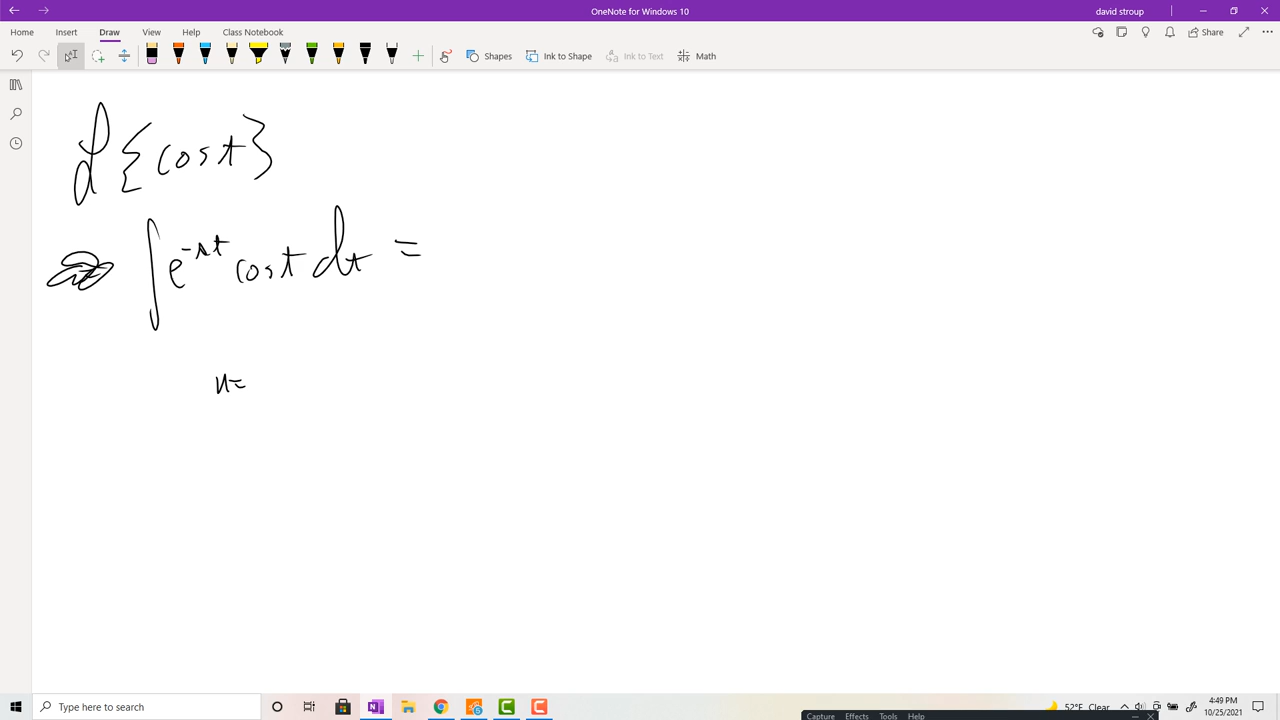 OneNote for Windows 10
david stroup
Home Insert Draw View Help Class Notebook
Share
Shapes Ink to Shape Ink to Text Math
ℒ{cost}
∫e^{-st} cost dt =
u=
Type here to search
52°F Clear
4:49 PM
10/25/2021
Capture Effects Tools Help